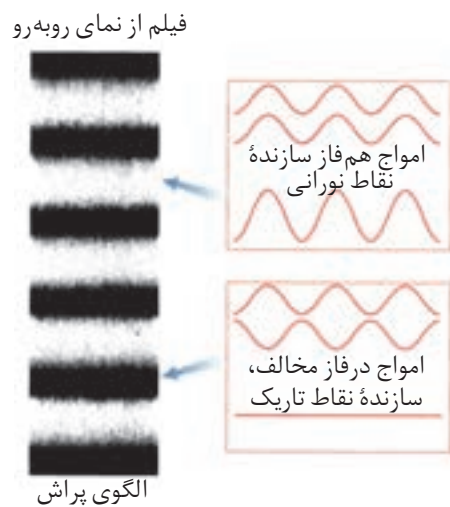 فیلم از نمای روبه‌رو
امواج هم‌فاز سازندهٔ
نقاط نورانی
امواج درفاز مخالف،
سازندهٔ نقاط تاریک
الگوی پراش